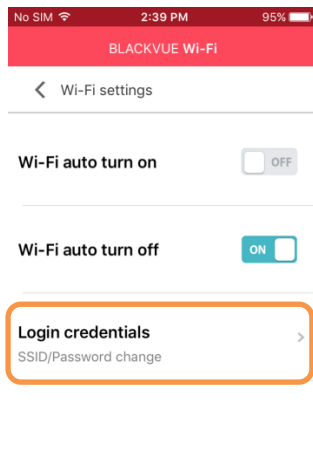 No SIM 2:39 PM 95%
BLACKVUE Wi-Fi
Wi-Fi settings
Wi-Fi auto turn on OFF
Wi-Fi auto turn off ON
Login credentials
SSID/Password change